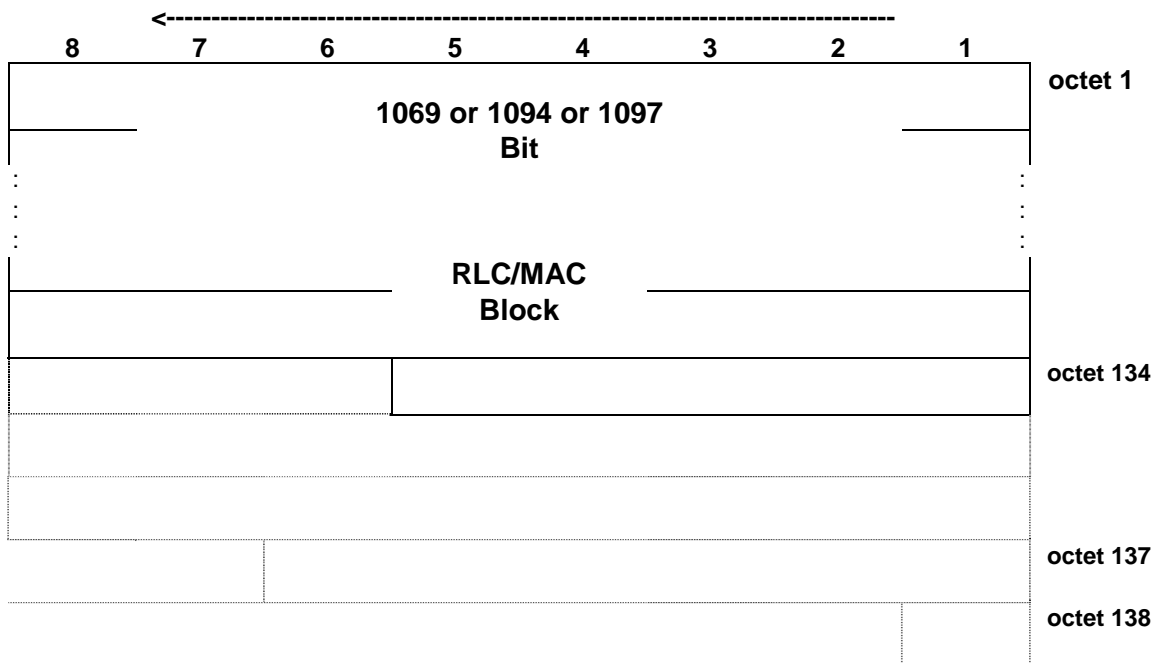 <--------------------------------------------------------------------------------
8 7 6 5 4 3 2 1
octet 1
1069 or 1094 or 1097
Bit
: :
: :
: :
RLC/MAC
Block
octet 134
octet 137
octet 138